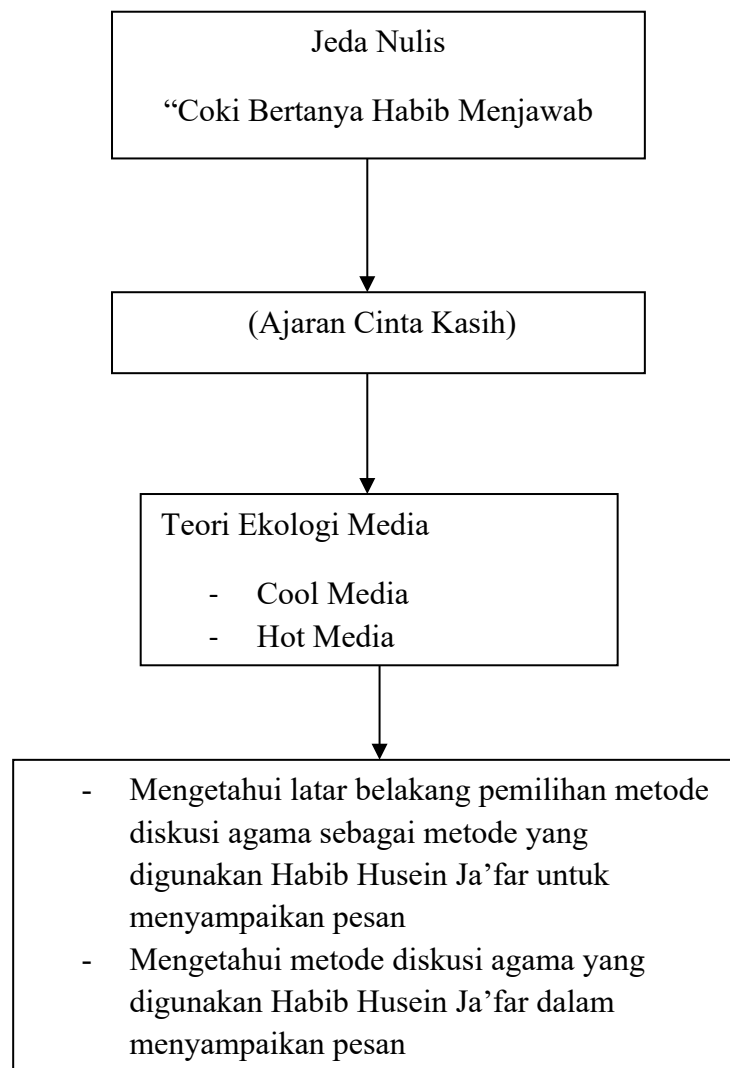 Jeda Nulis
“Coki Bertanya Habib Menjawab
(Ajaran Cinta Kasih)
Teori Ekologi Media
- Cool Media
- Hot Media
- Mengetahui latar belakang pemilihan metode
diskusi agama sebagai metode yang
digunakan Habib Husein Ja’far untuk
menyampaikan pesan
- Mengetahui metode diskusi agama yang
digunakan Habib Husein Ja’far dalam
menyampaikan pesan